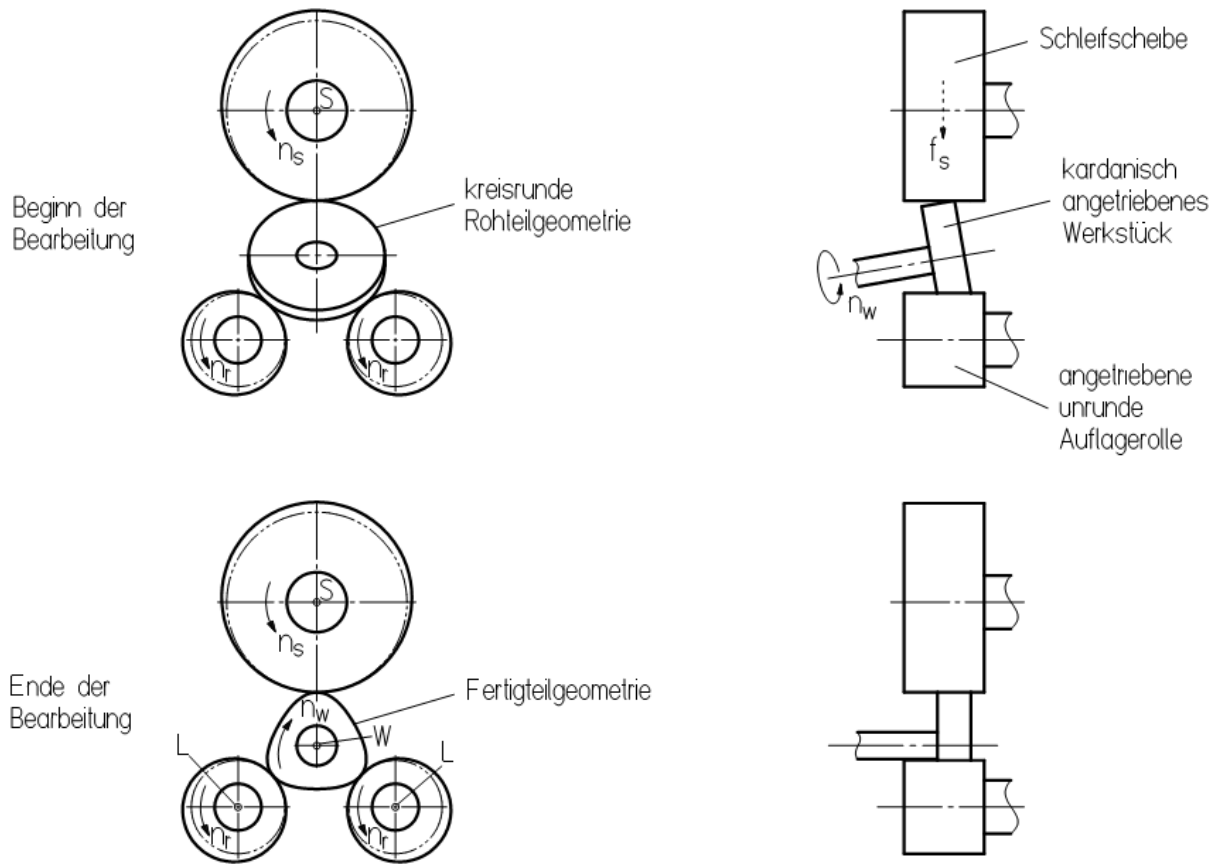 S
n_s
Beginn der
Bearbeitung
kreisrunde
Rohteilgeometrie
n_r
n_r
Schleifscheibe
f_s
kardanisch
angetriebenes
Werkstück
n_w
angetriebene
unrunde
Auflagerolle
S
n_s
Ende der
Bearbeitung
Fertigteilgeometrie
n_w
W
L
L
n_r
n_r